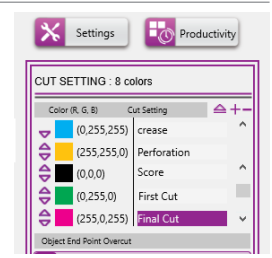 Settings Productivity
CUT SETTING : 8 colors
Color (R, G, B) Cut Setting
(0,255,255) crease
(255,255,0) Perforation
(0,0,0) Score
(0,255,0) First Cut
(255,0,255) Final Cut
Object End Point Overcut